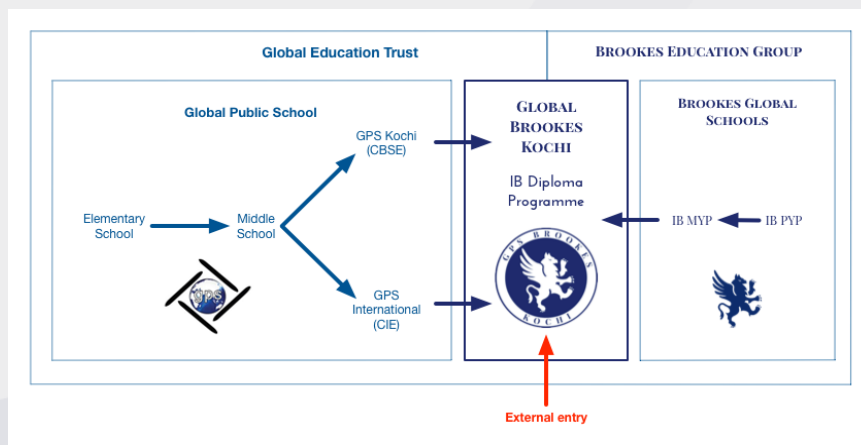 Global Education Trust
BROOKES EDUCATION GROUP
Global Public School
GLOBAL
BROOKES
KOCHI
BROOKES GLOBAL
SCHOOLS
GPS Kochi
(CBSE)
IB Diploma
Programme
Elementary
School
Middle
School
IB MYP
IB PYP
GPS
GPS BROOKES
KOCHI
GPS
International
(CIE)
External entry